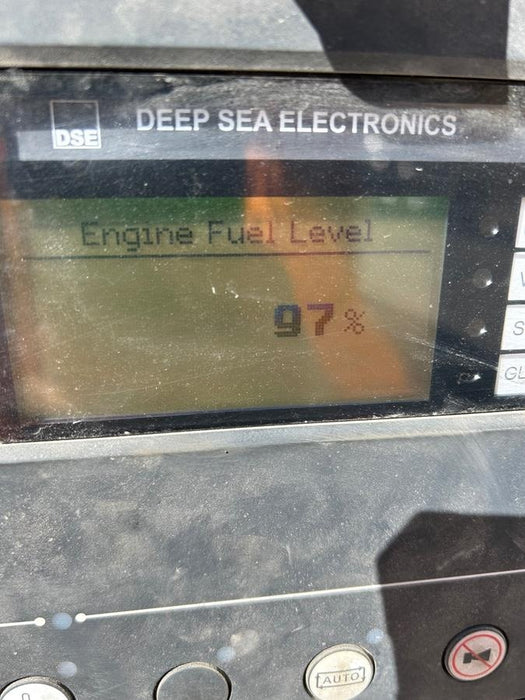 DSE
DEEP SEA ELECTRONICS
Engine Fuel Level
97 %
AUTO